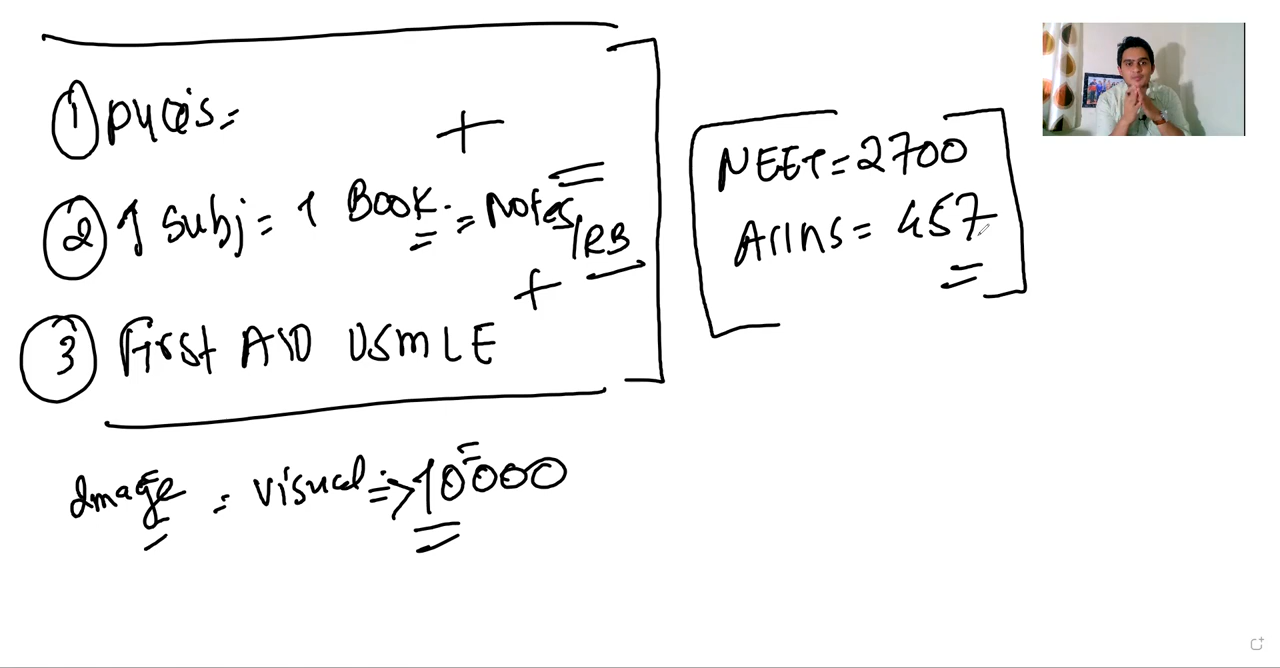 ① PYQ's =
+
② 1 Subj = 1 Book. = Notes/RB
+
③ First AID USMLE
Image = visual => 10000
NEET = 2700
AIIMS = 457